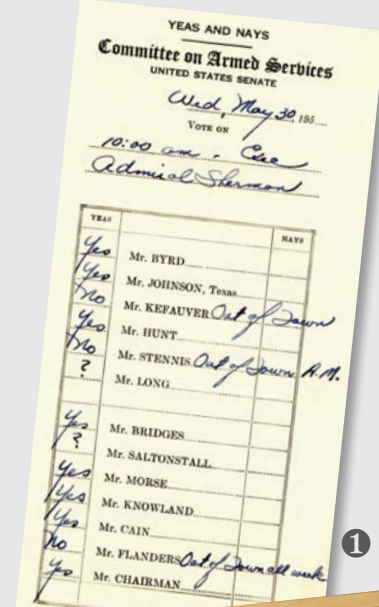 YEAS AND NAYS
Committee on Armed Services
UNITED STATES SENATE
Wed, May 30, 195
VOTE ON
10:00 am. Exec
Admiral Sherman
YEAS NAYS
Yes Mr. BYRD
Yes Mr. JOHNSON, Texas
No Mr. KEFAUVER Out of Town
Yes Mr. HUNT
No Mr. STENNIS Out of Town A.M.
? Mr. LONG
Yes Mr. BRIDGES
? Mr. SALTONSTALL
Yes Mr. MORSE
Yes Mr. KNOWLAND
Yes Mr. CAIN
No Mr. FLANDERS Out of Town all week
Yes Mr. CHAIRMAN
1